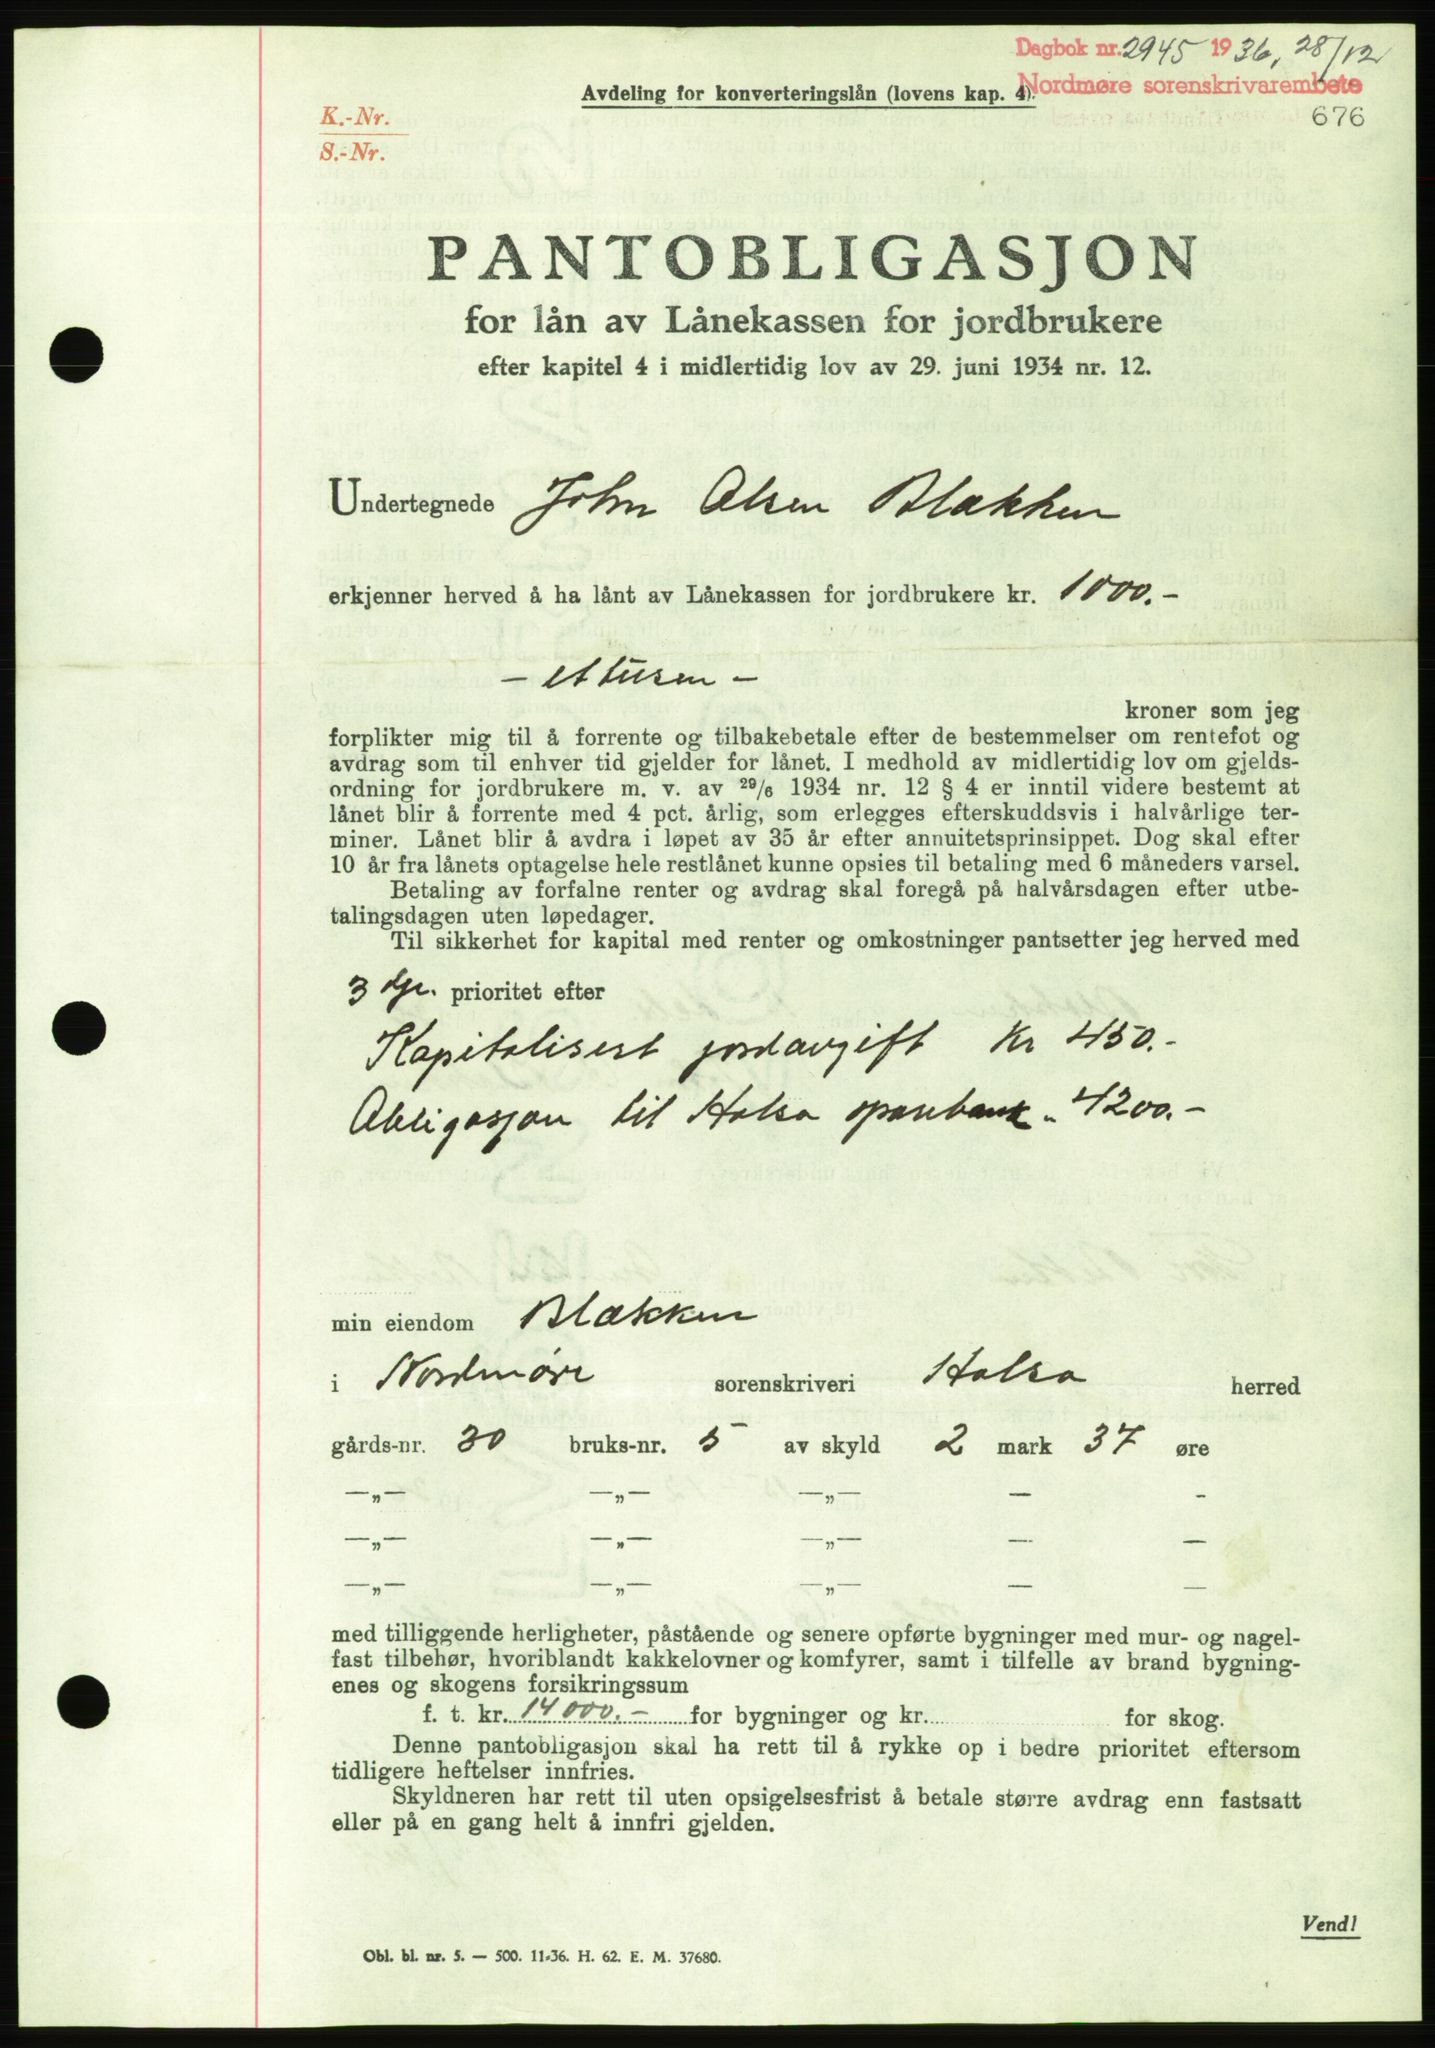 Dagbok nr. 2945 1936, 28/12
Nordmøre sorenskrivarembete
Avdeling for konverteringslån (lovens kap. 4).
676
K.-Nr.
S.-Nr.
PANTOBLIGASJON
for lån av Lånekassen for jordbrukere
efter kapitel 4 i midlertidig lov av 29. juni 1934 nr. 12.
Undertegnede John Olsen Blækken
erkjenner herved å ha lånt av Lånekassen for jordbrukere kr. 1000.-
- et tusen -
kroner som jeg
forplikter mig til å forrente og tilbakebetale efter de bestemmelser om rentefot og
avdrag som til enhver tid gjelder for lånet. I medhold av midlertidig lov om gjelds-
ordning for jordbrukere m. v. av 29/6 1934 nr. 12 § 4 er inntil videre bestemt at
lånet blir å forrente med 4 pct. årlig, som erlegges efterskuddsvis i halvårlige ter-
miner. Lånet blir å avdra i løpet av 35 år efter annuitetsprinsippet. Dog skal efter
10 år fra lånets optagelse hele restlånet kunne opsies til betaling med 6 måneders varsel.
Betaling av forfalne renter og avdrag skal foregå på halvårsdagen efter utbe-
talingsdagen uten løpedager.
Til sikkerhet for kapital med renter og omkostninger pantsetter jeg herved med
3 dje. prioritet efter
Kapitalisert jordavgift Kr 450.-
Obligasjon til Halsa sparebank „ 4200.-
min eiendom Blækken
i Nordmøre sorenskriveri Halsa herred
gårds-nr. 30 bruks-nr. 5 av skyld 2 mark 37 øre
—„— —„— —„— — -
—„— —„— —„— — —
—„— —„— —„— — —
med tilliggende herligheter, påstående og senere opførte bygninger med mur- og nagel-
fast tilbehør, hvoriblandt kakkelovner og komfyrer, samt i tilfelle av brand bygning-
enes og skogens forsikringssum
f. t. kr. 14 000.- for bygninger og kr. for skog.
Denne pantobligasjon skal ha rett til å rykke op i bedre prioritet eftersom
tidligere heftelser innfries.
Skyldneren har rett til uten opsigelsesfrist å betale større avdrag enn fastsatt
eller på en gang helt å innfri gjelden.
Vend!
Obl. bl. nr. 5. — 500. 11-36. H. 62. E. M. 37680.